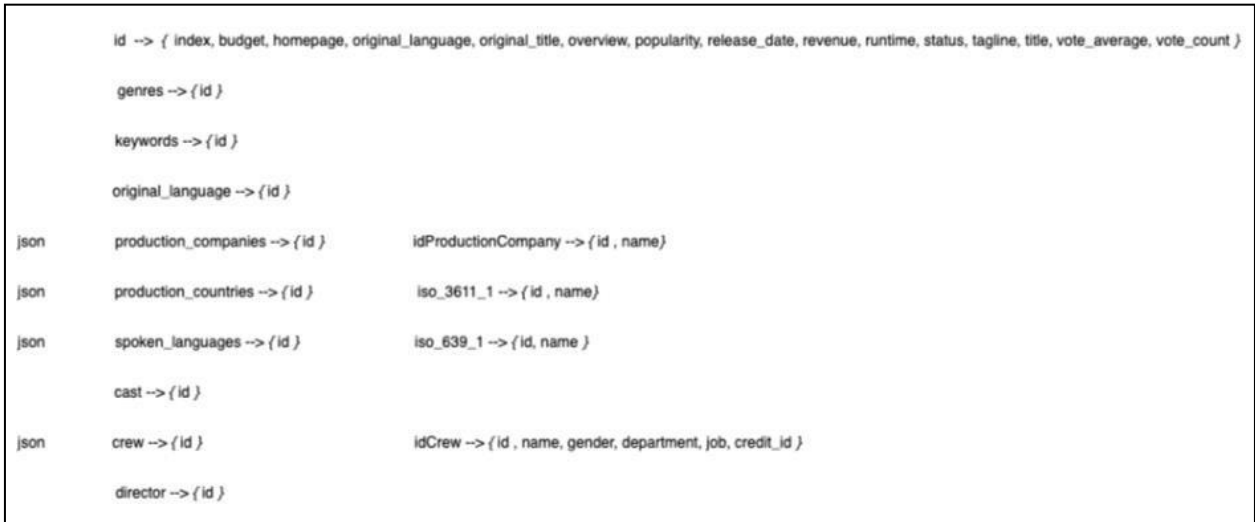 id --> { index, budget, homepage, original_language, original_title, overview, popularity, release_date, revenue, runtime, status, tagline, title, vote_average, vote_count }
genres --> { id }
keywords --> { id }
original_language --> { id }
json production_companies --> { id } idProductionCompany --> { id , name}
json production_countries --> { id } iso_3611_1 --> { id , name}
json spoken_languages --> { id } iso_639_1 --> { id, name }
cast --> { id }
json crew --> { id } idCrew --> { id , name, gender, department, job, credit_id }
director --> { id }